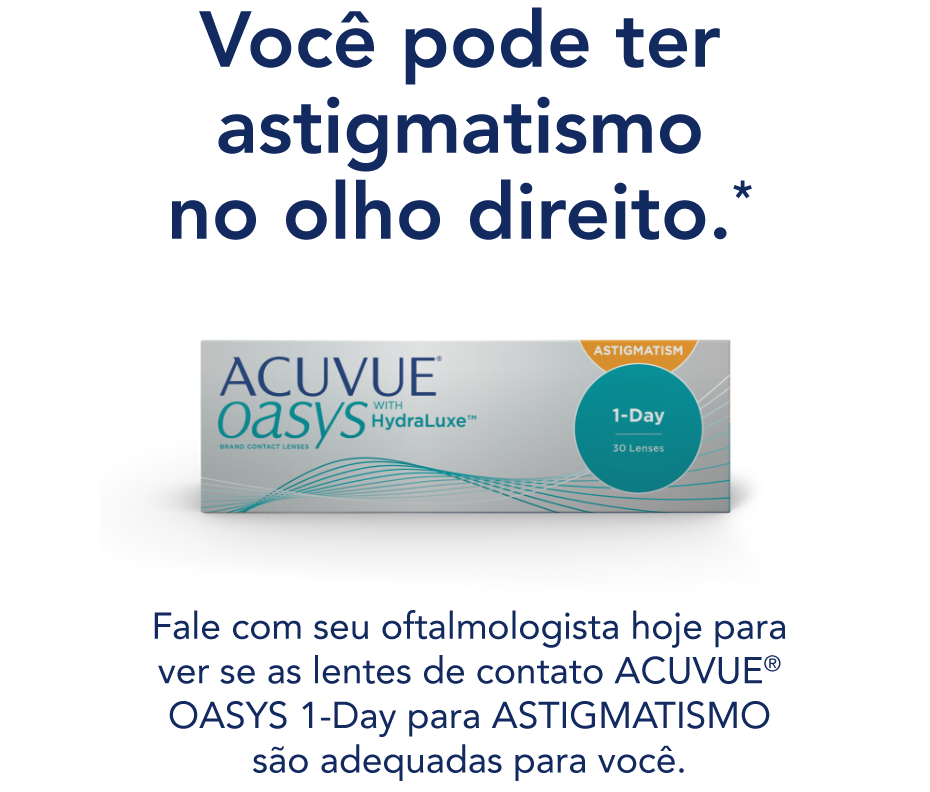 Você pode ter
astigmatismo
no olho direito.*
ASTIGMATISM
ACUVUE®
OASYS WITH HydraLuxe™
BRAND CONTACT LENSES
1-Day
30 Lenses
Fale com seu oftalmologista hoje para
ver se as lentes de contato ACUVUE®
OASYS 1-Day para ASTIGMATISMO
são adequadas para você.